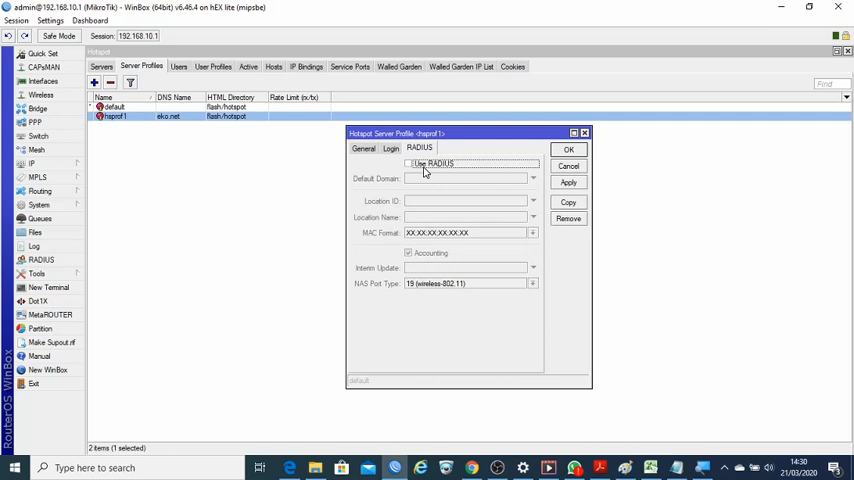 admin@192.168.10.1 (MikroTik) - WinBox (64bit) v6.46.4 on hEX lite (mipsbe)
Session Settings Dashboard
Safe Mode Session: 192.168.10.1
Quick Set
CAPsMAN
Interfaces
Wireless
Bridge
PPP
Switch
Mesh
IP
MPLS
Routing
System
Queues
Files
Log
RADIUS
Tools
New Terminal
Dot1X
MetaROUTER
Partition
Make Supout.rif
Manual
New WinBox
Exit
RouterOS WinBox
Hotspot
Servers Server Profiles Users User Profiles Active Hosts IP Bindings Service Ports Walled Garden Walled Garden IP List Cookies
Find
Name DNS Name HTML Directory Rate Limit (rx/tx)
* default flash/hotspot
hsprof1 eko.net flash/hotspot
Hotspot Server Profile <hsprof1>
General Login RADIUS
Use RADIUS
Default Domain:
Location ID:
Location Name:
MAC Format: XX:XX:XX:XX:XX:XX
Accounting
Interim Update:
NAS Port Type: 19 (wireless-802.11)
OK
Cancel
Apply
Copy
Remove
default
2 items (1 selected)
Type here to search
14:30
21/03/2020
3